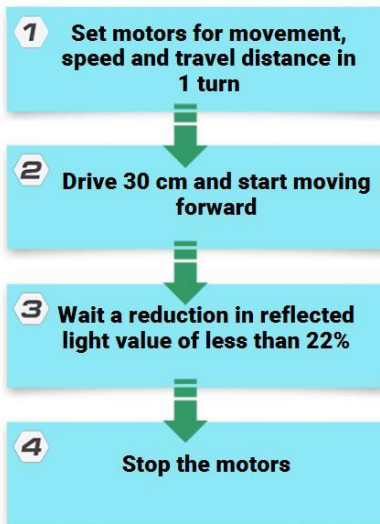 1
Set motors for movement,
speed and travel distance in
1 turn
2
Drive 30 cm and start moving
forward
3
Wait a reduction in reflected
light value of less than 22%
4
Stop the motors